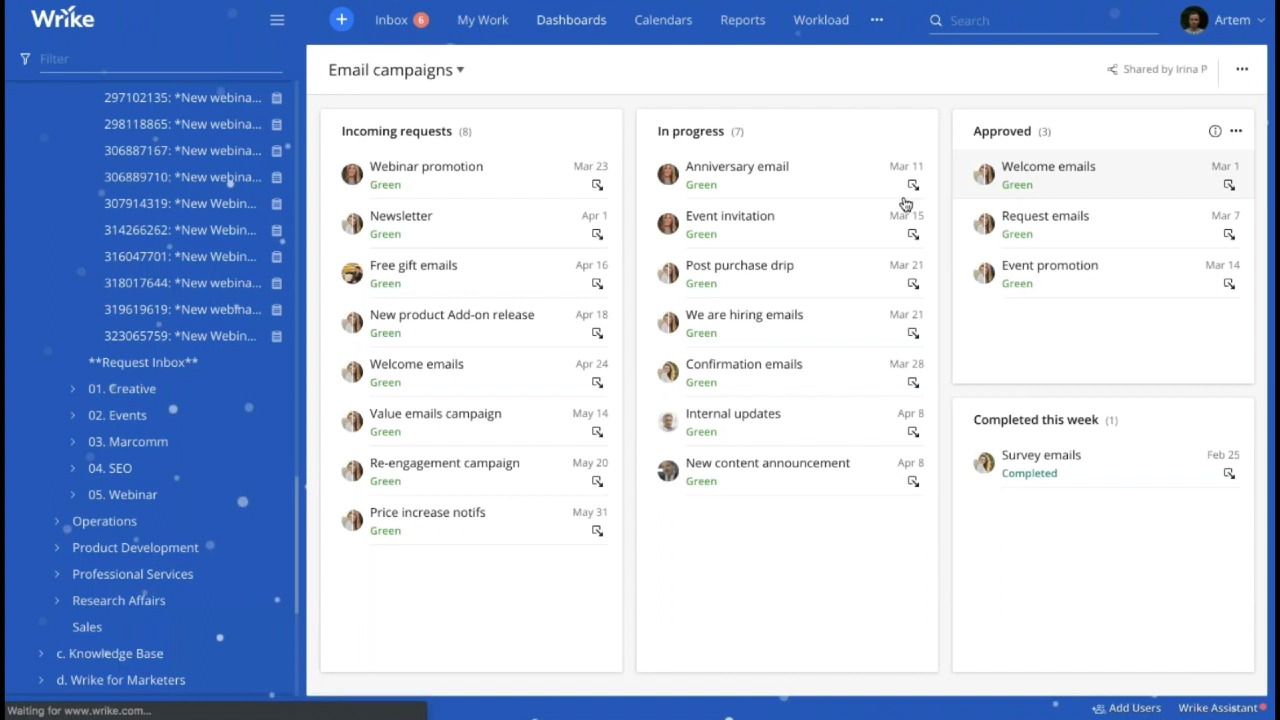 Wrike
Inbox 6 My Work Dashboards Calendars Reports Workload ••• Search Artem
Filter
297102135: *New webina...
298118865: *New webina...
306887167: *New webina...
306889710: *New webina...
307914319: *New Webin...
314266262: *New Webin...
316047701: *New Webin...
318017644: *New webina...
319619619: *New webina...
323065759: *New Webin...
**Request Inbox**
01. Creative
02. Events
03. Marcomm
04. SEO
05. Webinar
Operations
Product Development
Professional Services
Research Affairs
Sales
c. Knowledge Base
d. Wrike for Marketers
Waiting for www.wrike.com...
Email campaigns
Shared by Irina P
Incoming requests (8)
Webinar promotion Mar 23
Green
Newsletter Apr 1
Green
Free gift emails Apr 16
Green
New product Add-on release Apr 18
Green
Welcome emails Apr 24
Green
Value emails campaign May 14
Green
Re-engagement campaign May 20
Green
Price increase notifs May 31
Green
In progress (7)
Anniversary email Mar 11
Green
Event invitation Mar 15
Green
Post purchase drip Mar 21
Green
We are hiring emails Mar 21
Green
Confirmation emails Mar 28
Green
Internal updates Apr 8
Green
New content announcement Apr 8
Green
Approved (3)
Welcome emails Mar 1
Green
Request emails Mar 7
Green
Event promotion Mar 14
Green
Completed this week (1)
Survey emails Feb 25
Completed
Add Users Wrike Assistant